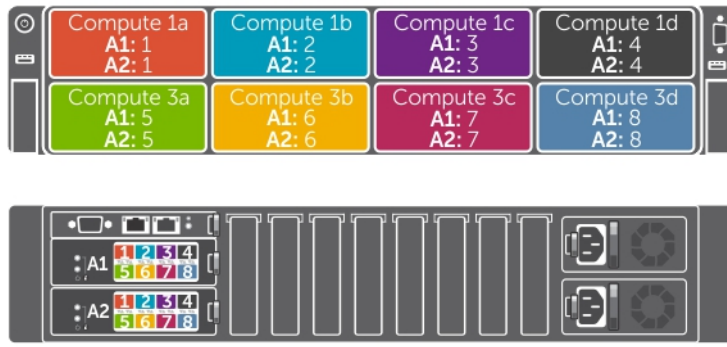 Compute 1a
A1: 1
A2: 1
Compute 1b
A1: 2
A2: 2
Compute 1c
A1: 3
A2: 3
Compute 1d
A1: 4
A2: 4
Compute 3a
A1: 5
A2: 5
Compute 3b
A1: 6
A2: 6
Compute 3c
A1: 7
A2: 7
Compute 3d
A1: 8
A2: 8
A1
1 2 3 4
5 6 7 8
A2
1 2 3 4
5 6 7 8